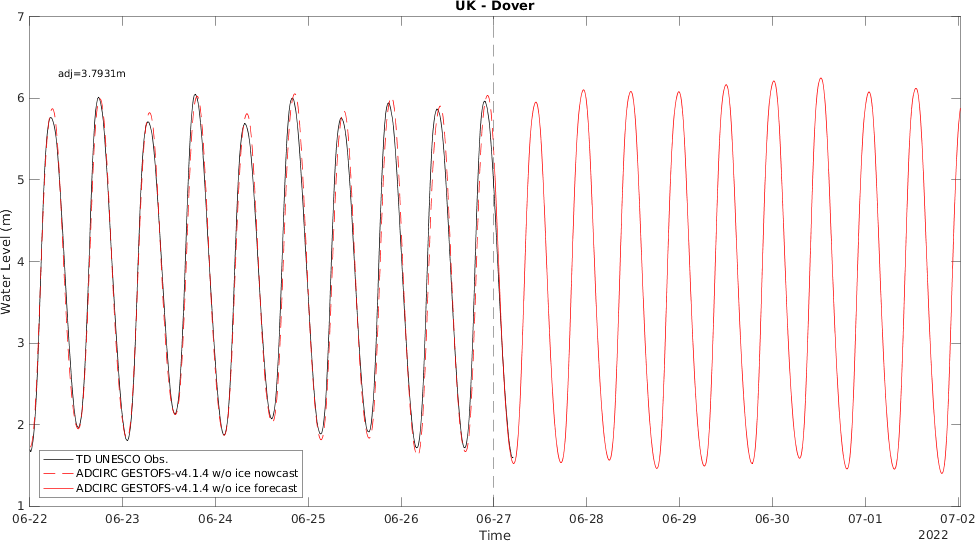 UK - Dover
7
adj=3.7931m
6
5
4
3
2
1
Water Level (m)
TD UNESCO Obs.
ADCIRC GESTOFS-v4.1.4 w/o ice nowcast
ADCIRC GESTOFS-v4.1.4 w/o ice forecast
06-22 06-23 06-24 06-25 06-26 06-27 06-28 06-29 06-30 07-01 07-02
Time
2022